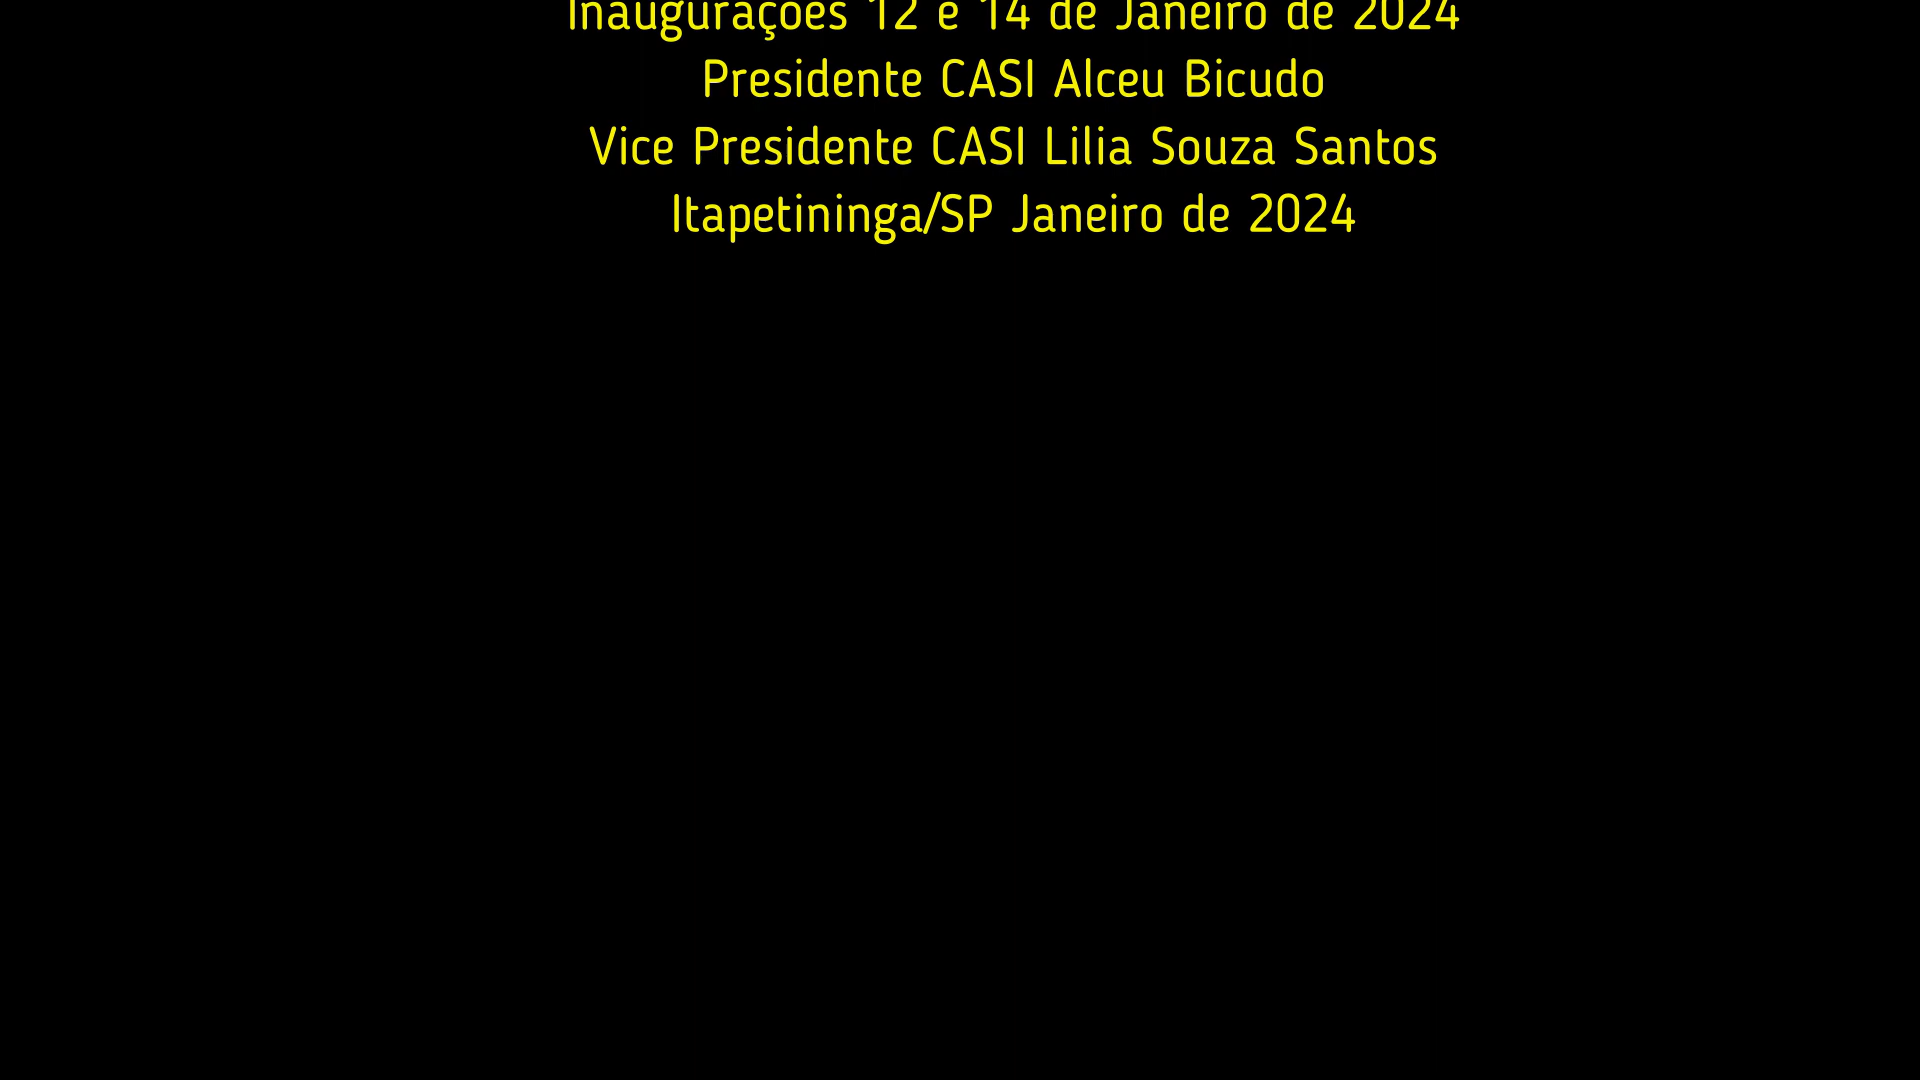 Inaugurações 12 e 14 de Janeiro de 2024
Presidente CASI Alceu Bicudo
Vice Presidente CASI Lilia Souza Santos
Itapetininga/SP Janeiro de 2024